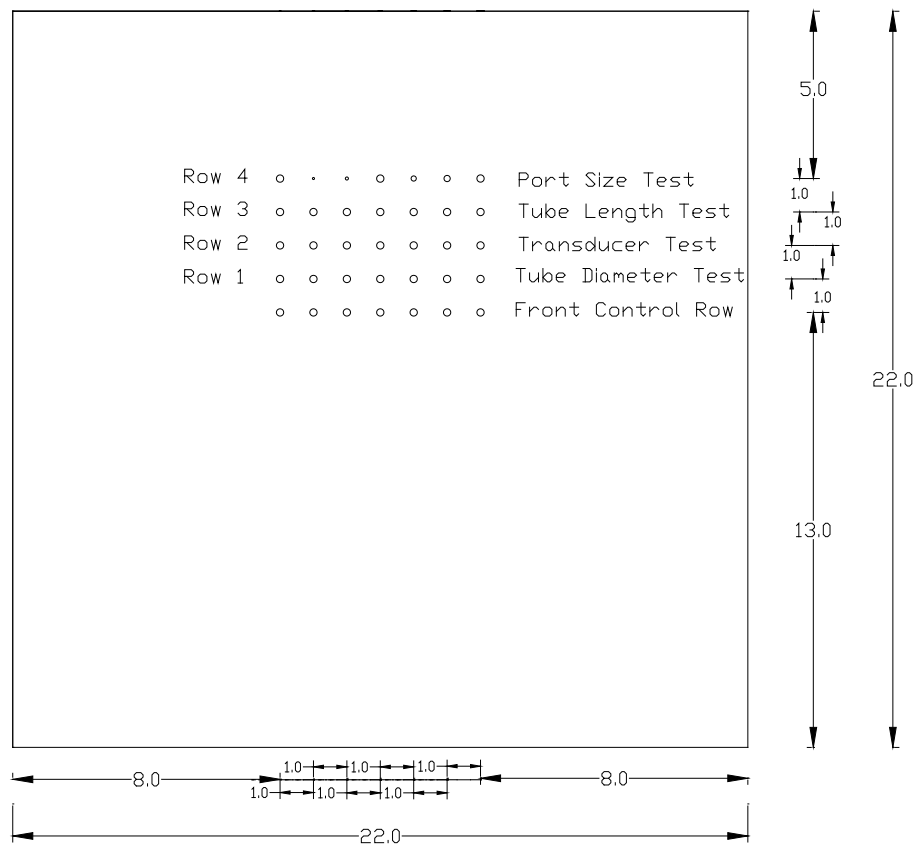 5.0
Row 4 Port Size Test
1.0
Row 3 Tube Length Test
1.0
Row 2 Transducer Test
1.0
Row 1 Tube Diameter Test
1.0
Front Control Row
22.0
13.0
1.0 1.0 1.0
8.0 8.0
1.0 1.0 1.0
22.0